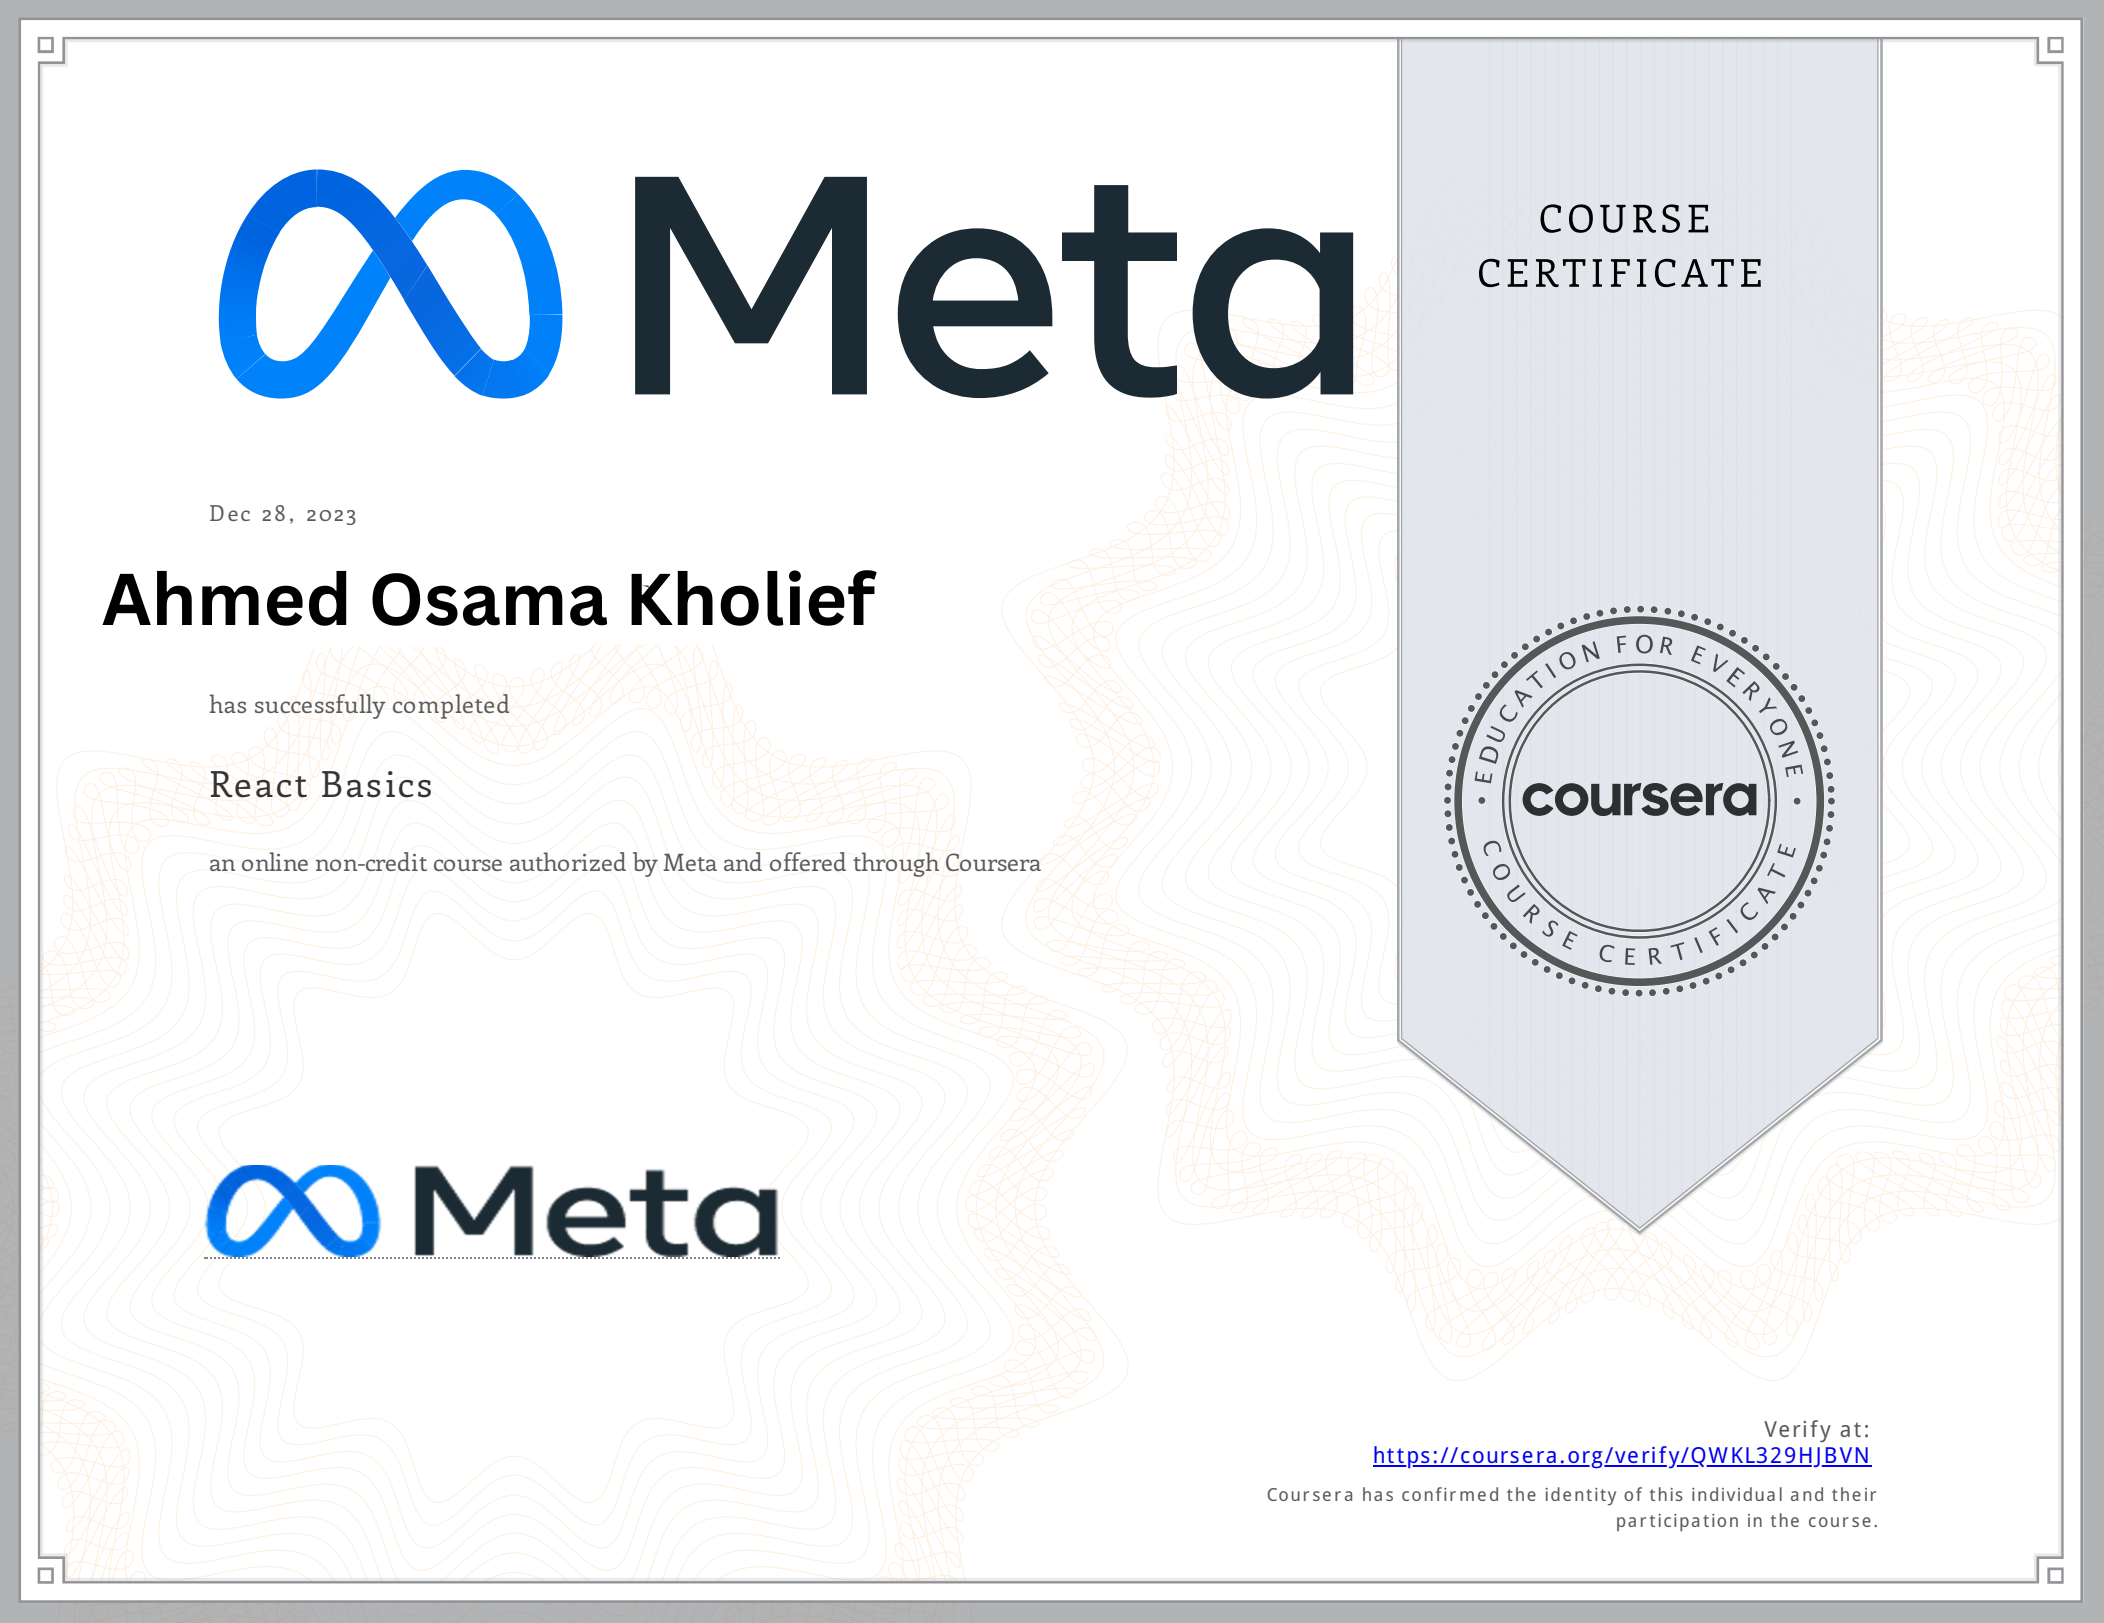 Meta
COURSE
CERTIFICATE
Dec 28, 2023
Ahmed Osama Kholief
has successfully completed
React Basics
an online non-credit course authorized by Meta and offered through Coursera
EDUCATION FOR EVERYONE
coursera
COURSE CERTIFICATE
Meta
Verify at:
https://coursera.org/verify/QWKL329HJBVN
Coursera has confirmed the identity of this individual and their
participation in the course.